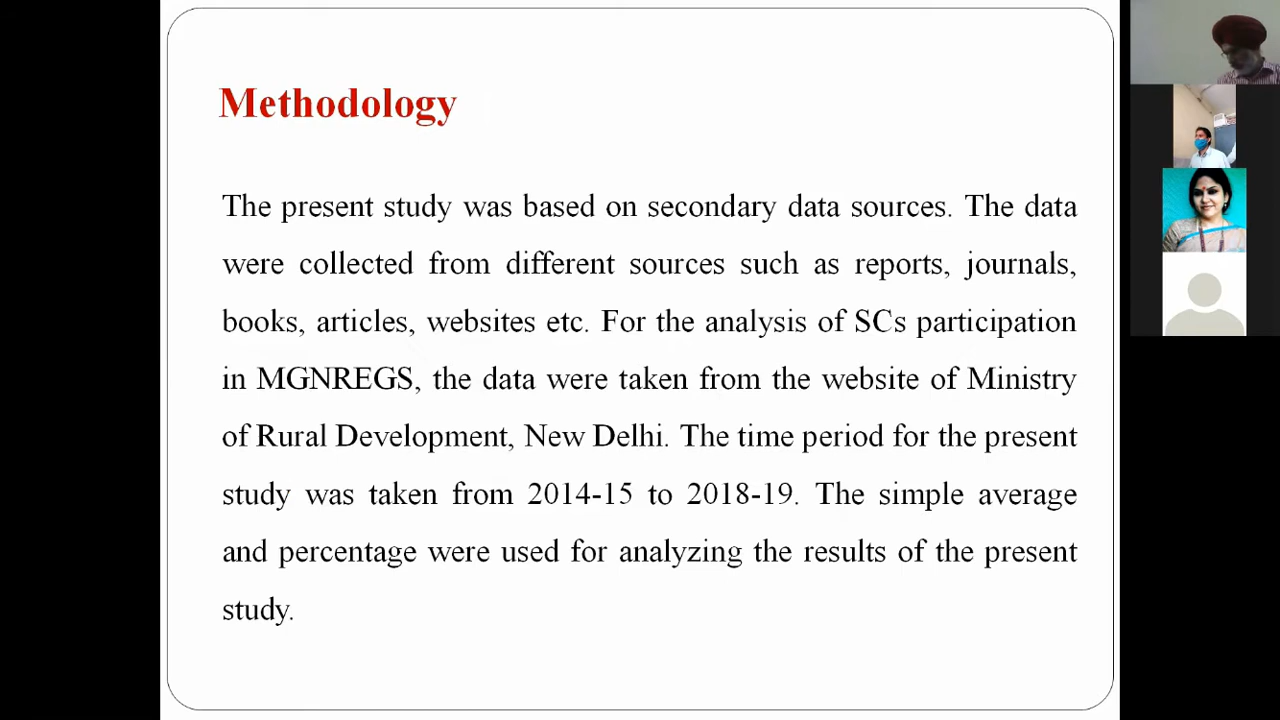 Methodology
The present study was based on secondary data sources. The data
were collected from different sources such as reports, journals,
books, articles, websites etc. For the analysis of SCs participation
in MGNREGS, the data were taken from the website of Ministry
of Rural Development, New Delhi. The time period for the present
study was taken from 2014-15 to 2018-19. The simple average
and percentage were used for analyzing the results of the present
study.